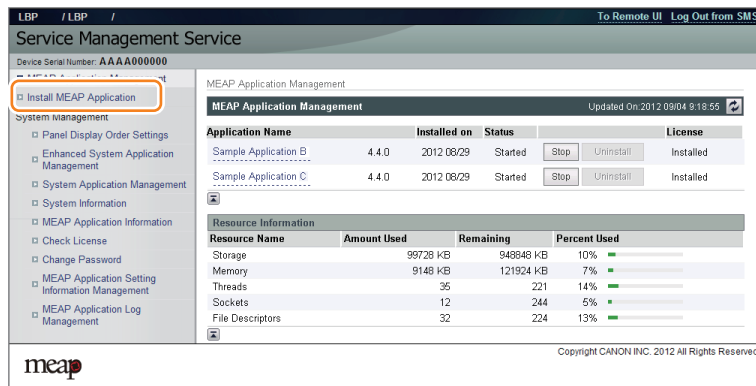 LBP / LBP /
To Remote UI Log Out from SMS
Service Management Service
Device Serial Number: AAAA000000
MEAP Application Management
Install MEAP Application
System Management
Panel Display Order Settings
Enhanced System Application
Management
System Application Management
System Information
MEAP Application Information
Check License
Change Password
MEAP Application Setting
Information Management
MEAP Application Log
Management
MEAP Application Management
MEAP Application Management Updated On:2012 09/04 9:18:55
Application Name Installed on Status License
Sample Application B 4.4.0 2012 08/29 Started Stop Uninstall Installed
Sample Application C 4.4.0 2012 08/29 Started Stop Uninstall Installed
Resource Information
Resource Name Amount Used Remaining Percent Used
Storage 99728 KB 948848 KB 10%
Memory 9148 KB 121924 KB 7%
Threads 35 221 14%
Sockets 12 244 5%
File Descriptors 32 224 13%
Copyright CANON INC. 2012 All Rights Reserved
meap